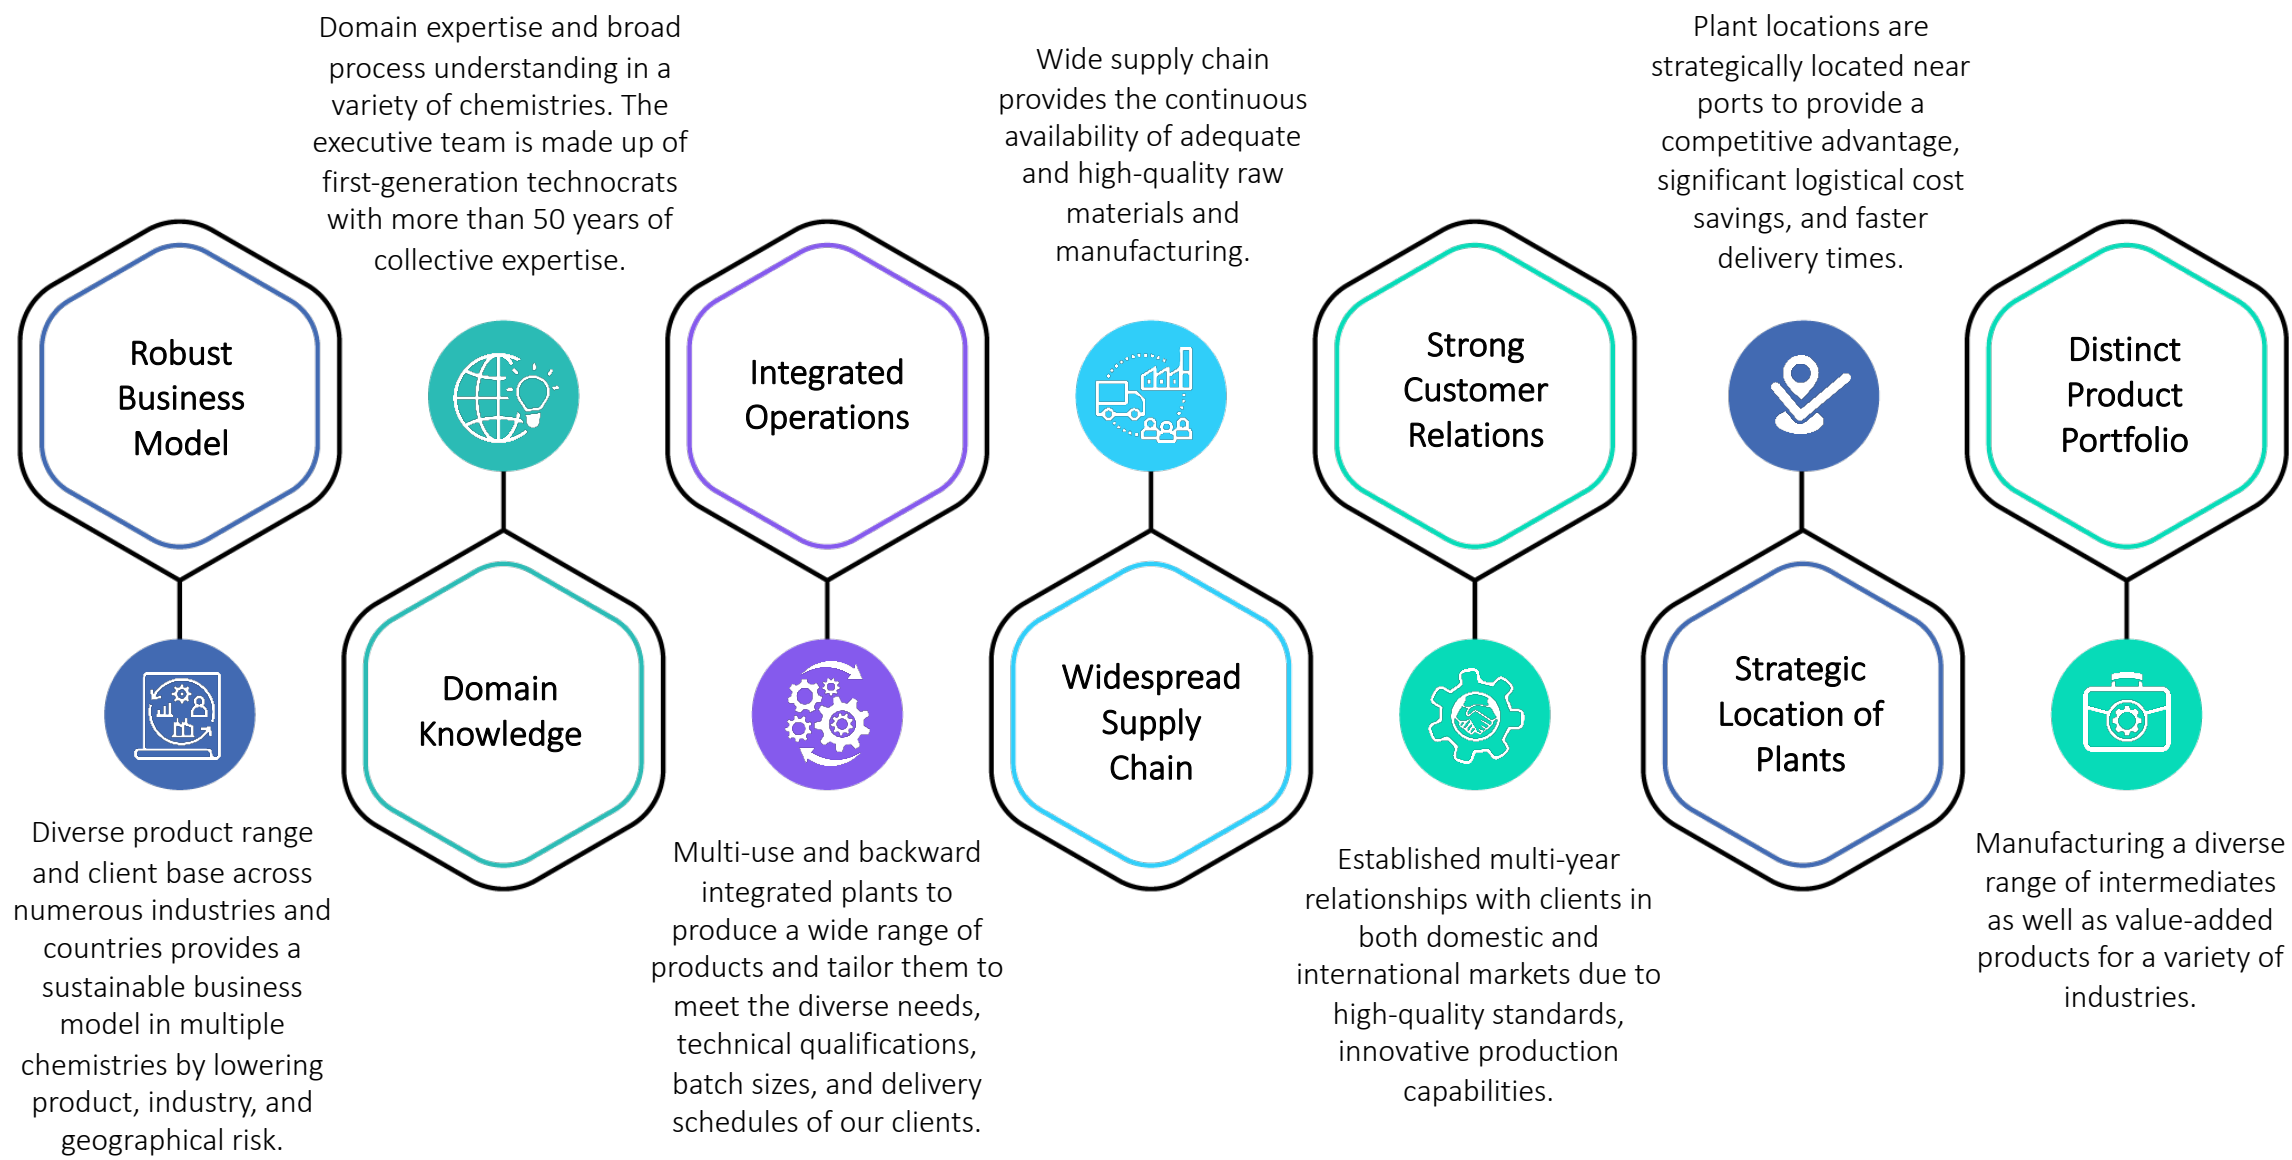 Robust
Business
Model
Diverse product range
and client base across
numerous industries and
countries provides a
sustainable business
model in multiple
chemistries by lowering
product, industry, and
geographical risk.
Domain expertise and broad
process understanding in a
variety of chemistries. The
executive team is made up of
first-generation technocrats
with more than 50 years of
collective expertise.
Domain
Knowledge
Integrated
Operations
Multi-use and backward
integrated plants to
produce a wide range of
products and tailor them to
meet the diverse needs,
technical qualifications,
batch sizes, and delivery
schedules of our clients.
Wide supply chain
provides the continuous
availability of adequate
and high-quality raw
materials and
manufacturing.
Widespread
Supply
Chain
Strong
Customer
Relations
Established multi-year
relationships with clients in
both domestic and
international markets due to
high-quality standards,
innovative production
capabilities.
Plant locations are
strategically located near
ports to provide a
competitive advantage,
significant logistical cost
savings, and faster
delivery times.
Strategic
Location of
Plants
Distinct
Product
Portfolio
Manufacturing a diverse
range of intermediates
as well as value-added
products for a variety of
industries.